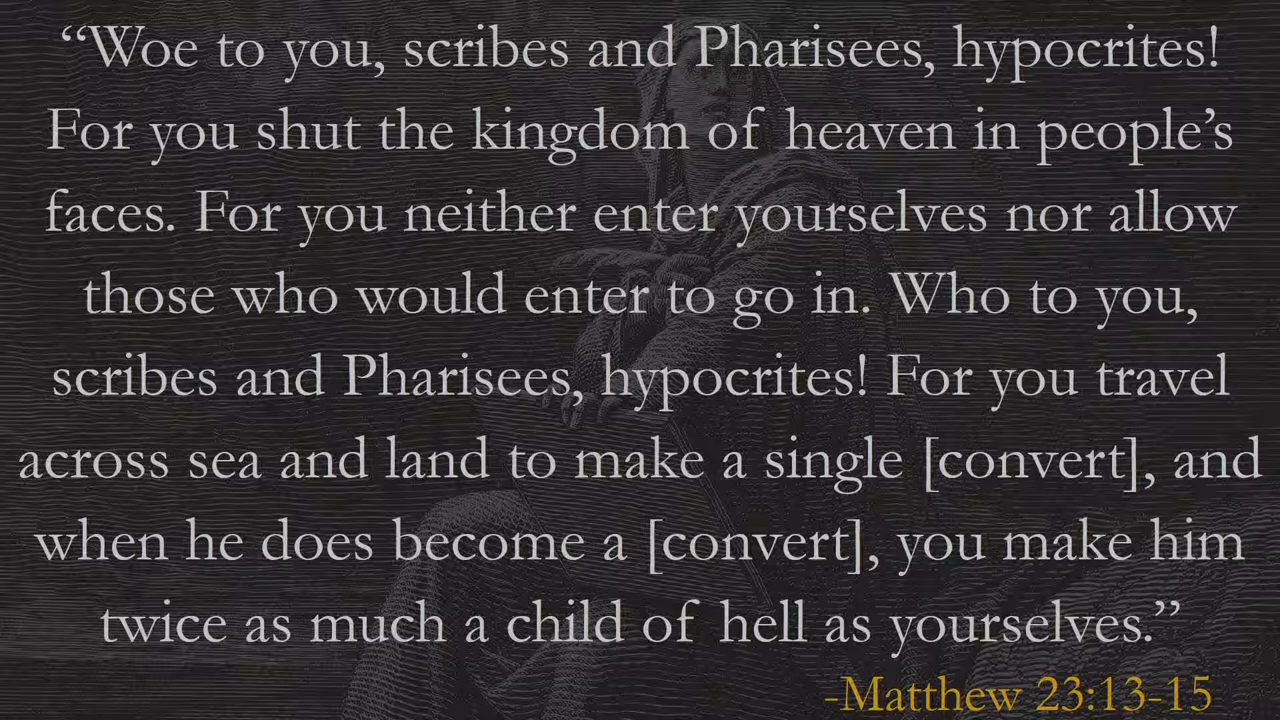 “Woe to you, scribes and Pharisees, hypocrites!
For you shut the kingdom of heaven in people’s
faces. For you neither enter yourselves nor allow
those who would enter to go in. Who to you,
scribes and Pharisees, hypocrites! For you travel
across sea and land to make a single [convert], and
when he does become a [convert], you make him
twice as much a child of hell as yourselves.”
-Matthew 23:13-15